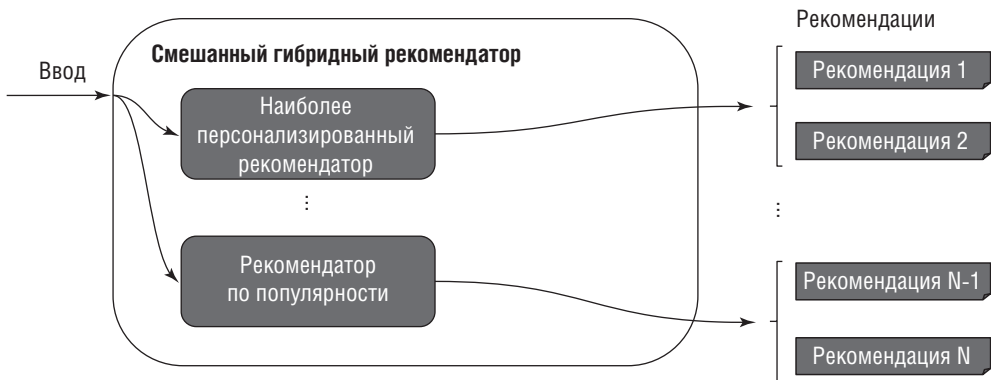 Рекомендации
Смешанный гибридный рекомендатор
Ввод
Наиболее
персонализированный
рекомендатор
...
Рекомендатор
по популярности
Рекомендация 1
Рекомендация 2
...
Рекомендация N-1
Рекомендация N